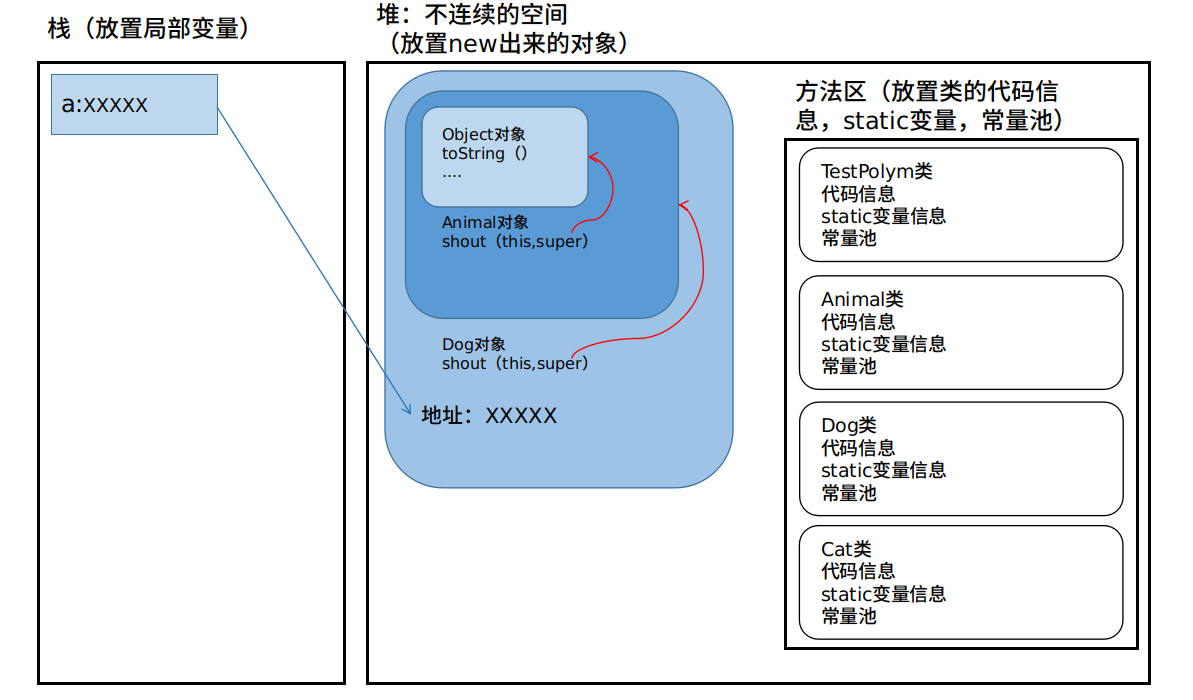 栈（放置局部变量）
a:XXXXX
堆：不连续的空间
（放置new出来的对象）
Object对象
toString（）
....
Animal对象
shout（this,super）
Dog对象
shout（this,super）
地址：XXXXX
方法区（放置类的代码信
息，static变量，常量池）
TestPolym类
代码信息
static变量信息
常量池
Animal类
代码信息
static变量信息
常量池
Dog类
代码信息
static变量信息
常量池
Cat类
代码信息
static变量信息
常量池